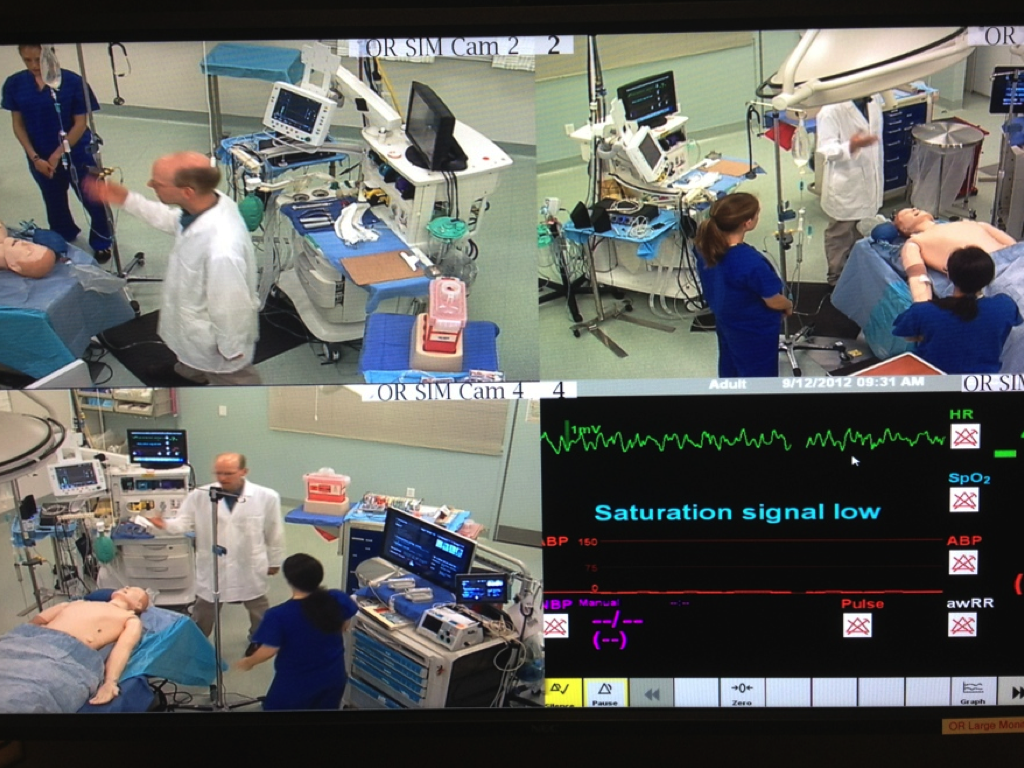 OR SIM Cam 2
2
OR
OR SIM Cam 4
4
Adult
9/12/2012 09:31 AM
OR SIM
1mV
HR
SpO₂
Saturation signal low
ABP
150
75
0
ABP
NBP
Manual
--:--
--/--
(--)
Pulse
awRR
(
Silence
Pause
→0←
Zero
Graph
OR Large Moni